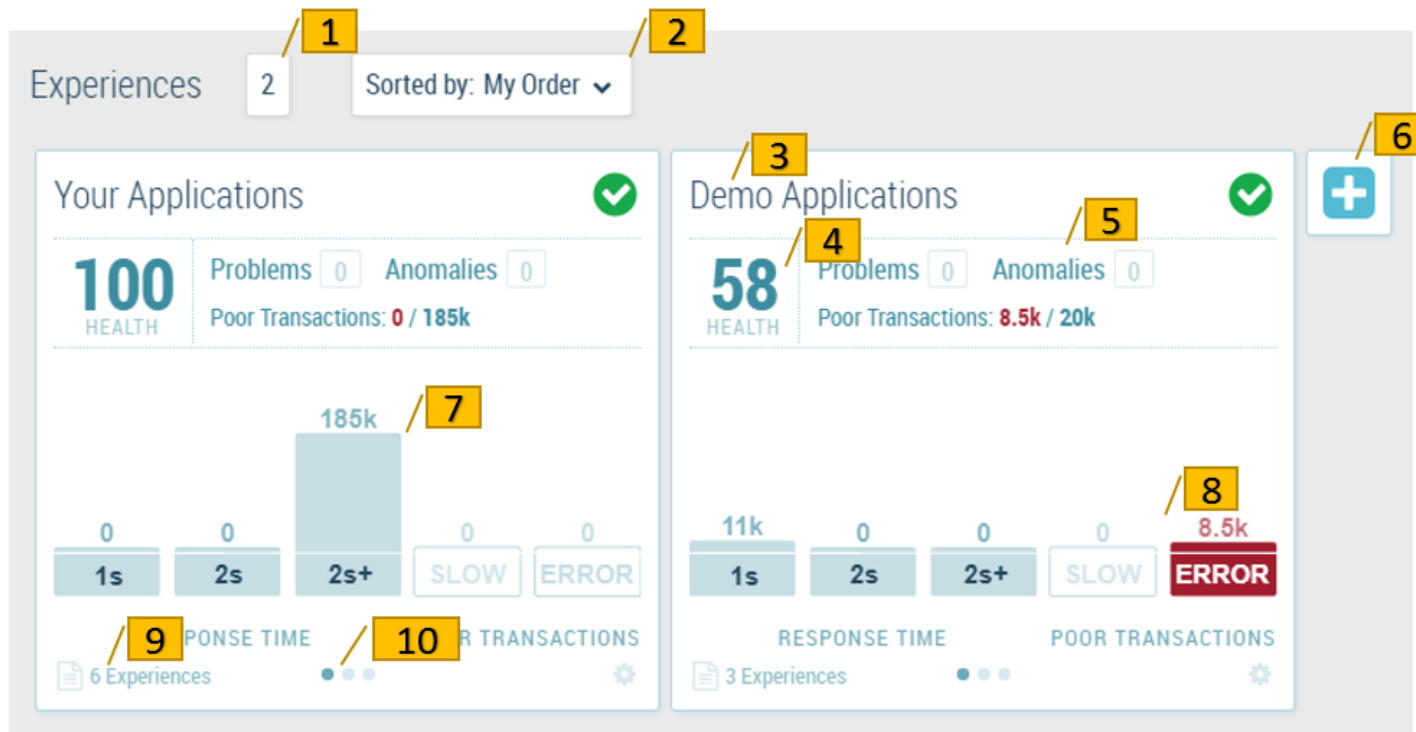 1
2
Experiences
2
Sorted by: My Order
3
6
Your Applications
Demo Applications
4
5
100
HEALTH
Problems 0 Anomalies 0
Poor Transactions: 0 / 185k
58
HEALTH
Problems 0 Anomalies 0
Poor Transactions: 8.5k / 20k
7
185k
8
0
0
0
0
11k
0
0
0
8.5k
1s
2s
2s+
SLOW
ERROR
1s
2s
2s+
SLOW
ERROR
9
PONSE TIME
10
R TRANSACTIONS
RESPONSE TIME
POOR TRANSACTIONS
6 Experiences
3 Experiences